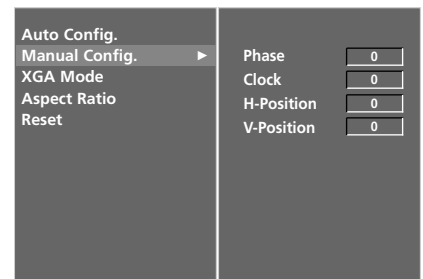 Auto Config.
Manual Config. ►
XGA Mode
Aspect Ratio
Reset
Phase 0
Clock 0
H-Position 0
V-Position 0